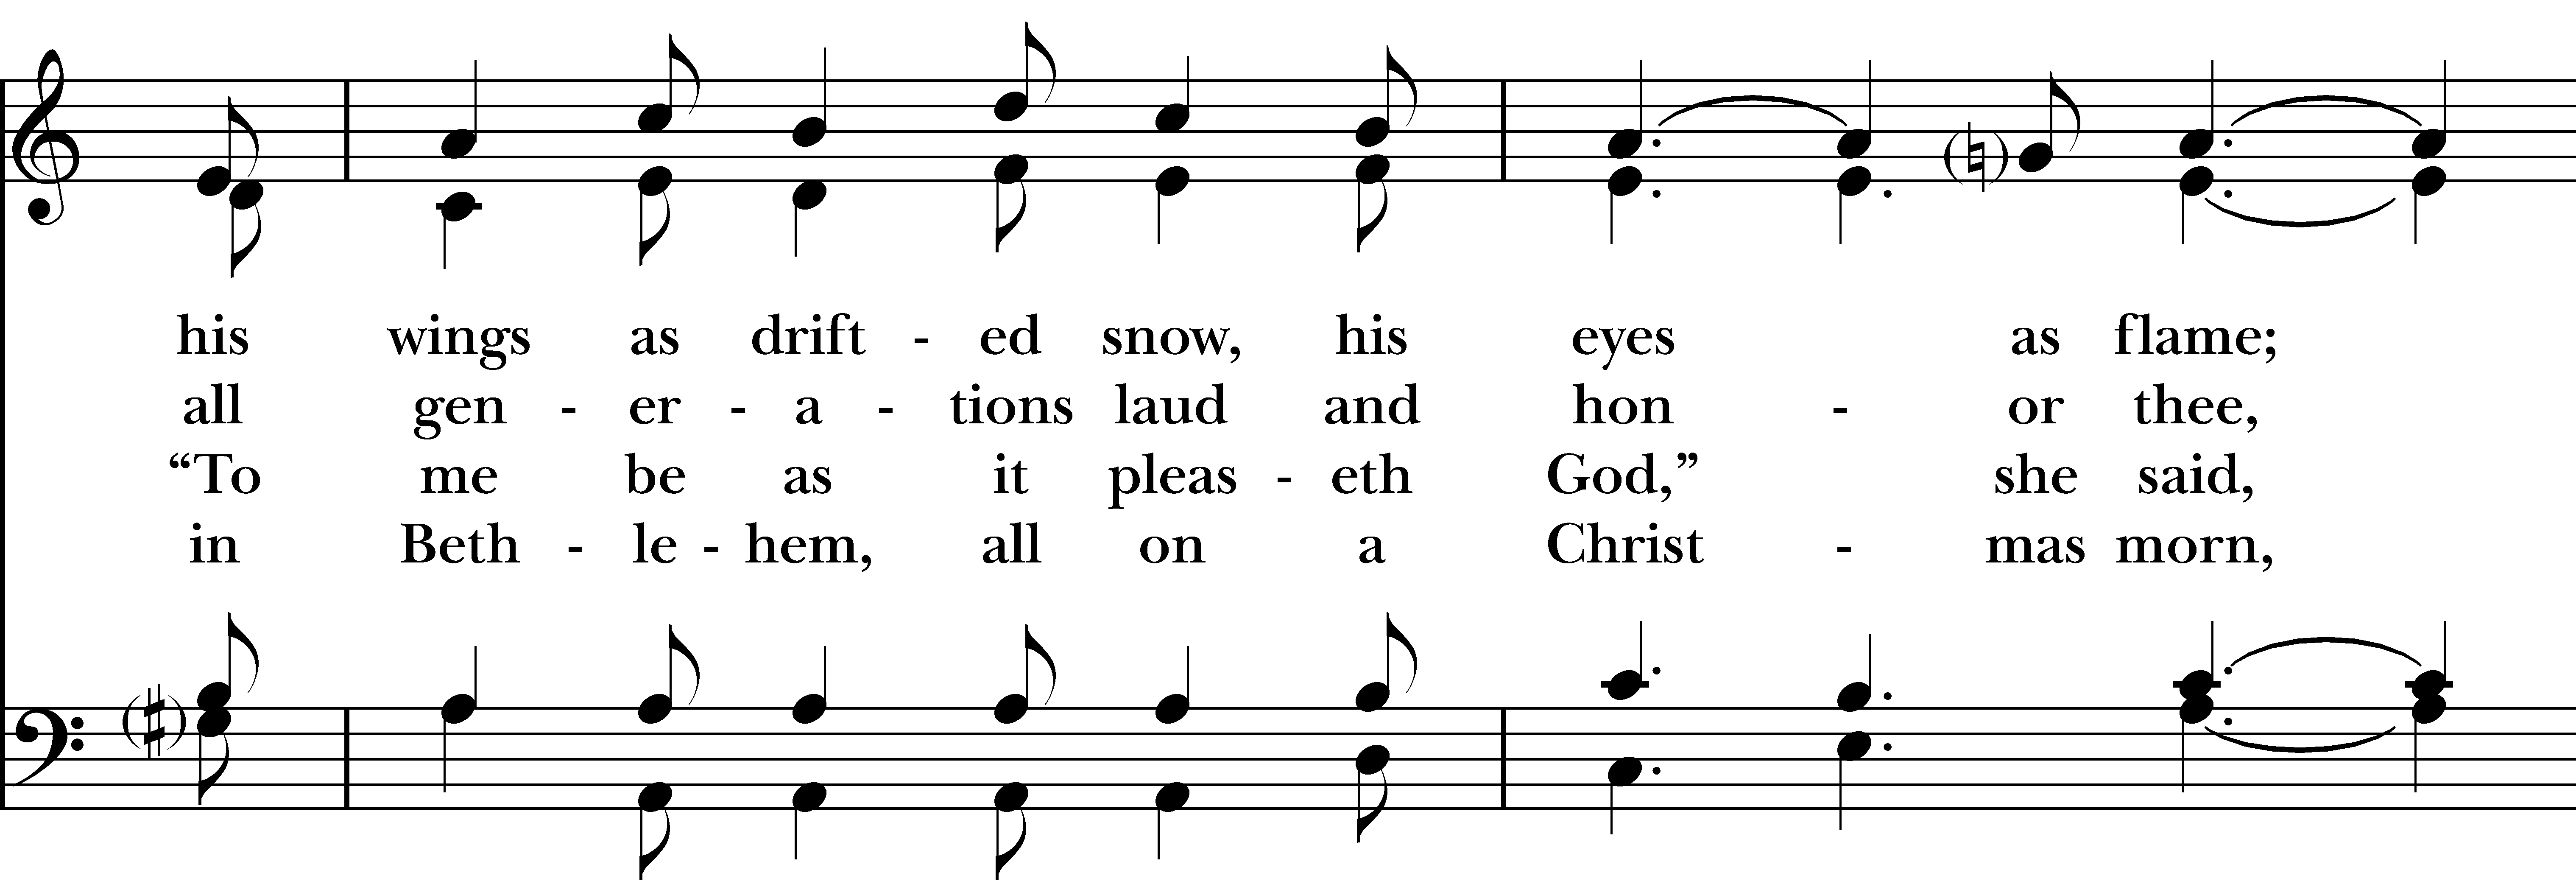 his wings as drift - ed snow, his eyes as flame;
all gen - er - a - tions laud and hon - or thee,
“To me be as it pleas - eth God,” she said,
in Beth - le - hem, all on a Christ - mas morn,